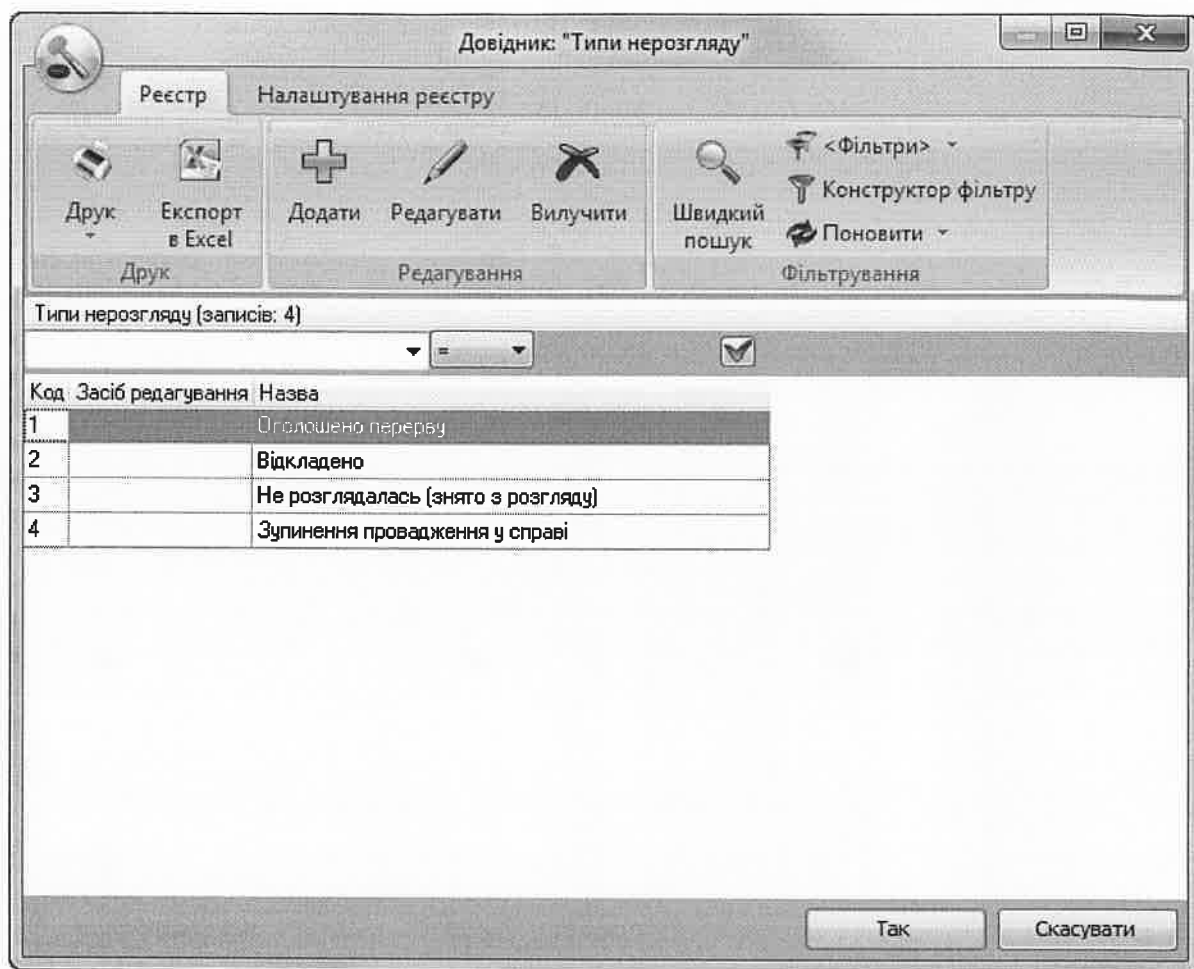 Довідник: "Типи нерозгляду"
Реєстр Налаштування реєстру
Друк Експорт в Excel Додати Редагувати Вилучити Швидкий пошук <Фільтри>
Конструктор фільтру
Поновити
Друк Редагування Фільтрування
Типи нерозгляду (записів: 4)
=
Код Засіб редагування Назва
1 Оголошено перерву
2 Відкладено
3 Не розглядалась (знято з розгляду)
4 Зупинення провадження у справі
Так Скасувати